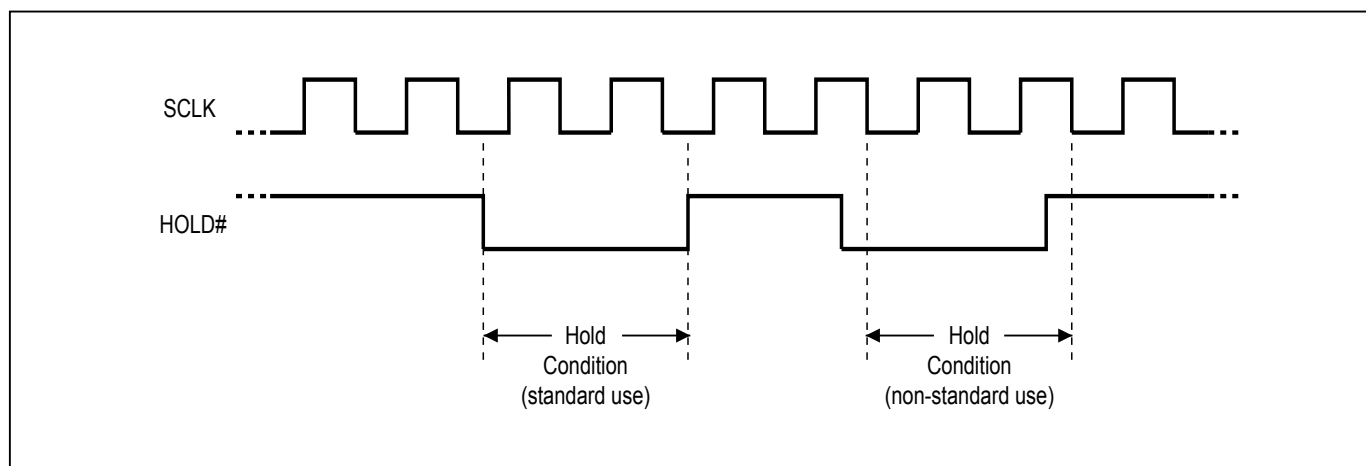 SCLK
HOLD#
Hold
Condition
(standard use)
Hold
Condition
(non-standard use)